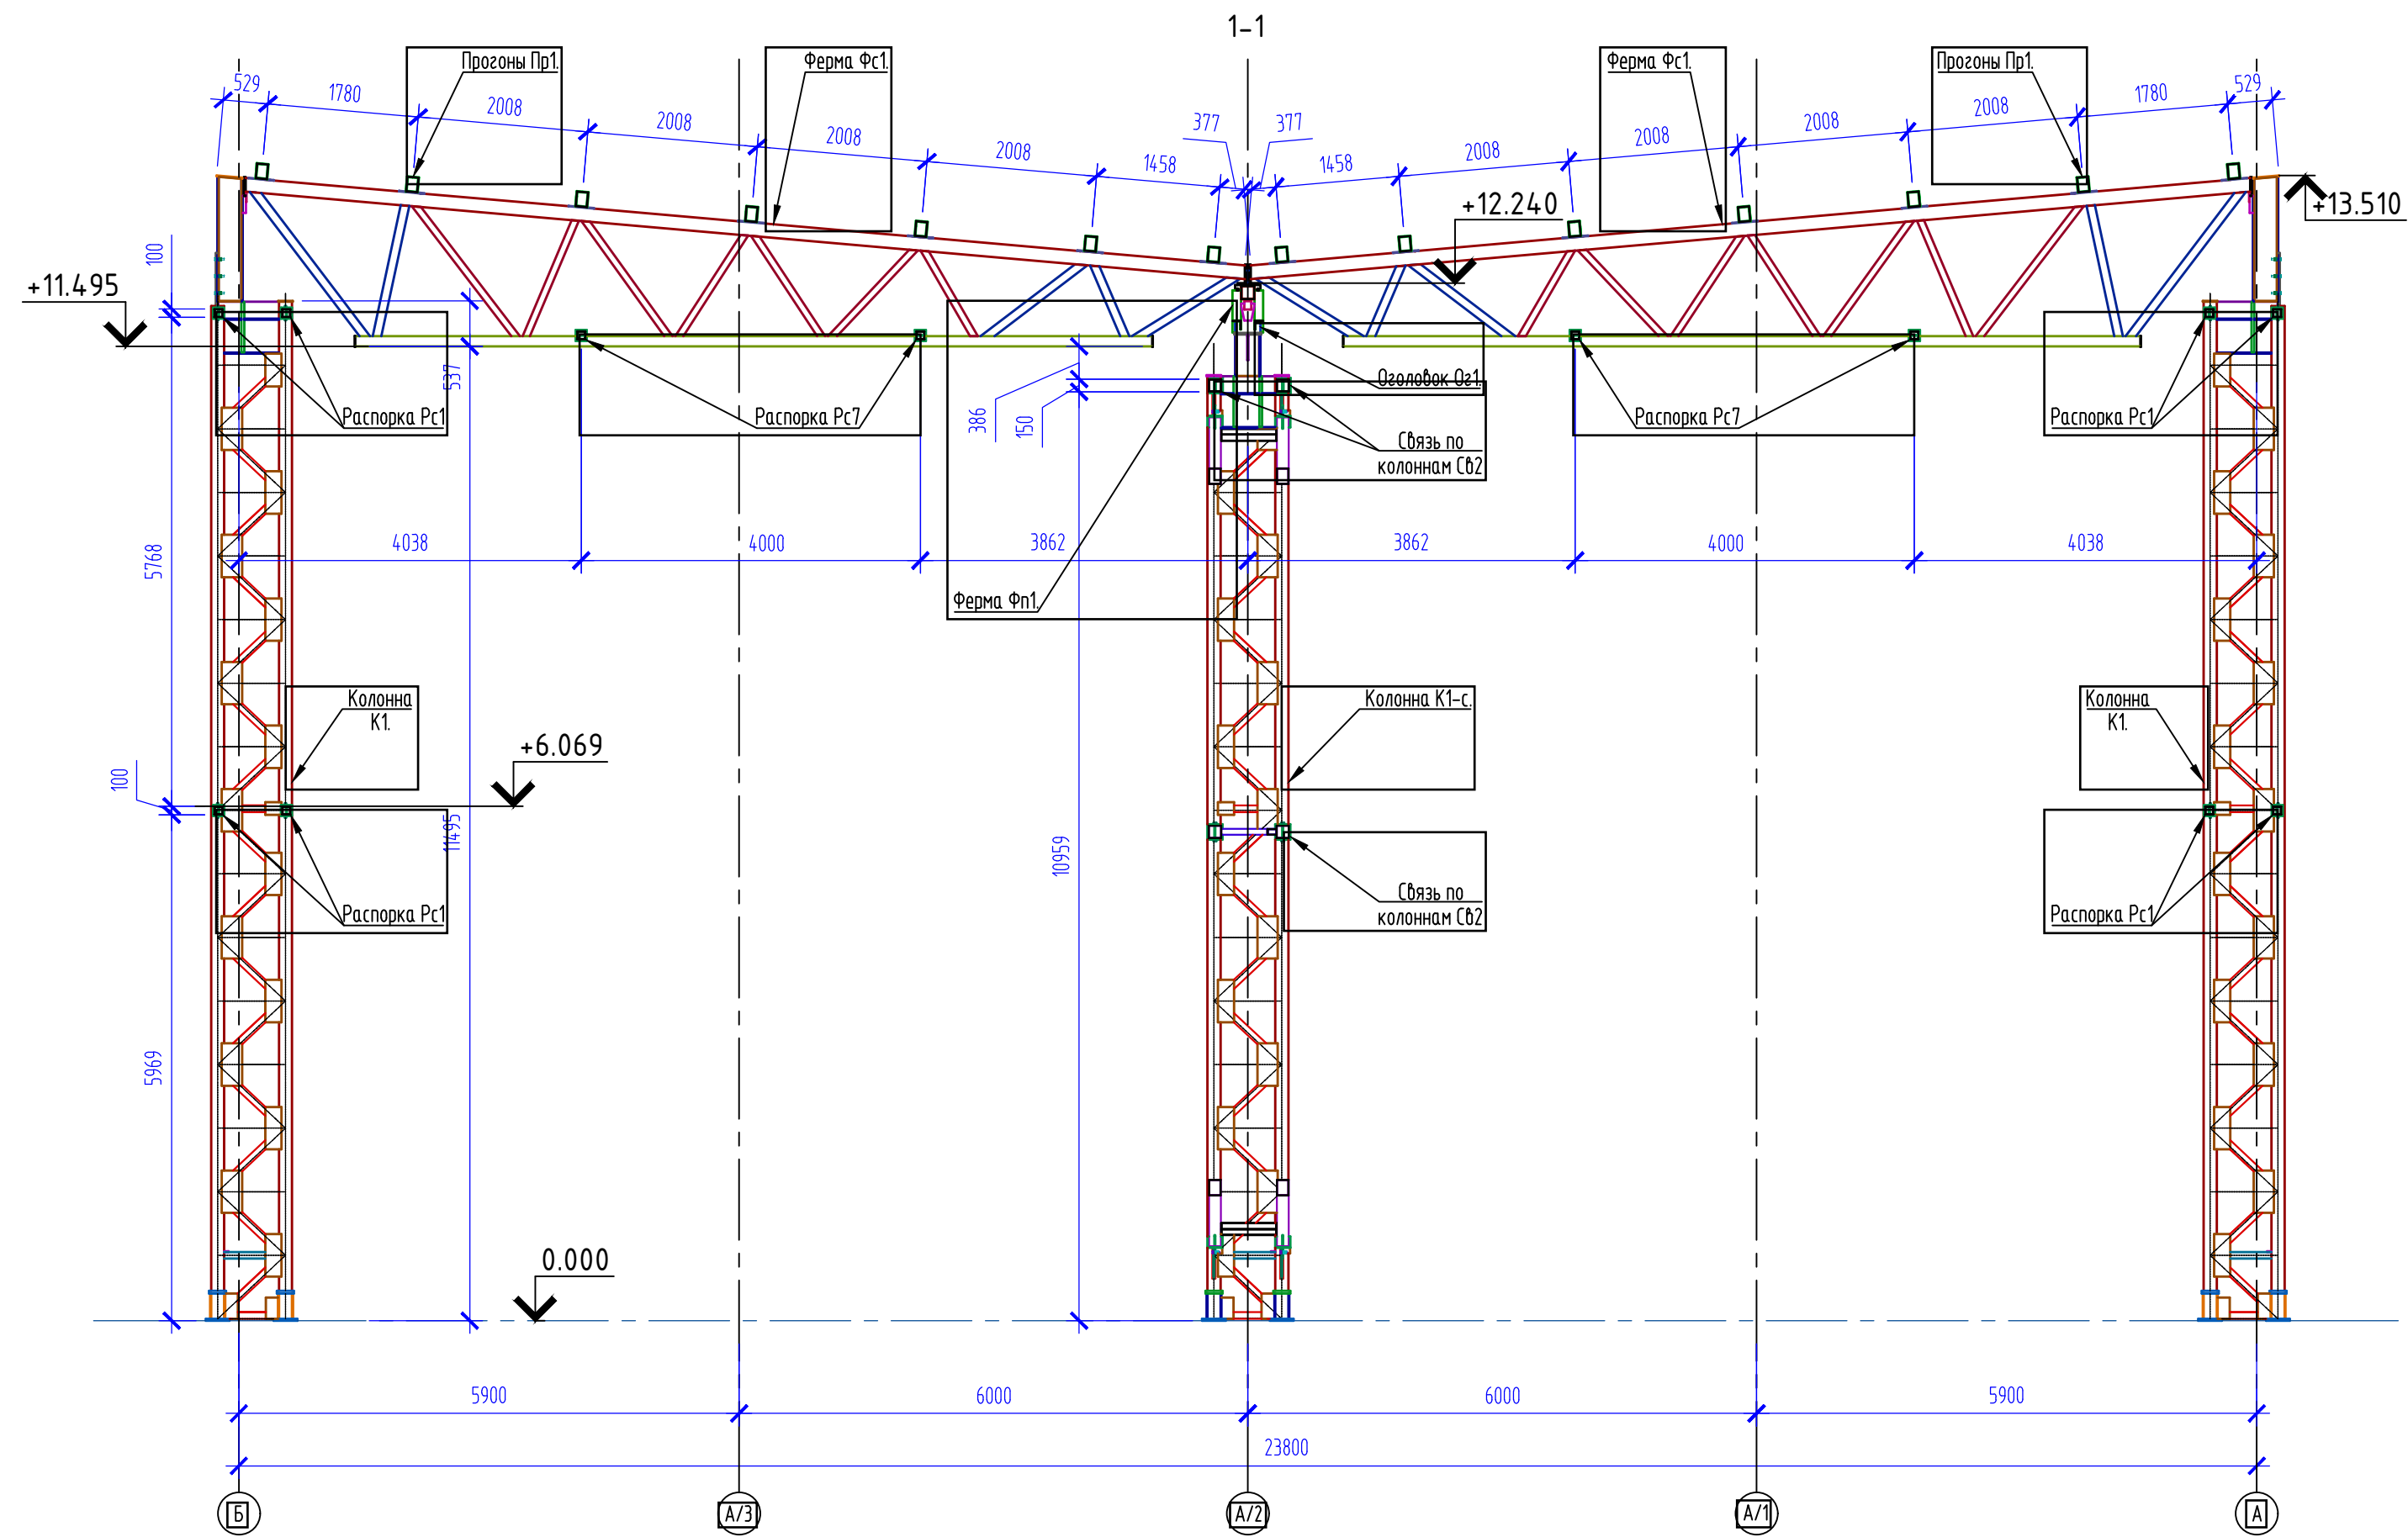 1-1
Прогоны Пр1.
Ферма Фс1.
Ферма Фс1.
Прогоны Пр1.
529
1780
2008
2008
2008
2008
1458
377
377
1458
2008
2008
2008
2008
1780
529
+12.240
+13.510
+11.495
100
537
386
150
Распорка Рс1
Распорка Рс7
Оголовок Ог1.
Связь по
колоннам Св2
Распорка Рс7
Распорка Рс1
5768
4038
4000
3862
3862
4000
4038
Ферма Фп1.
Колонна
К1.
Колонна К1-с.
Колонна
К1.
+6.069
100
11495
10959
Распорка Рс1
Связь по
колоннам Св2
Распорка Рс1
5969
0.000
5900
6000
6000
5900
23800
Б
А/3
А/2
А/1
А